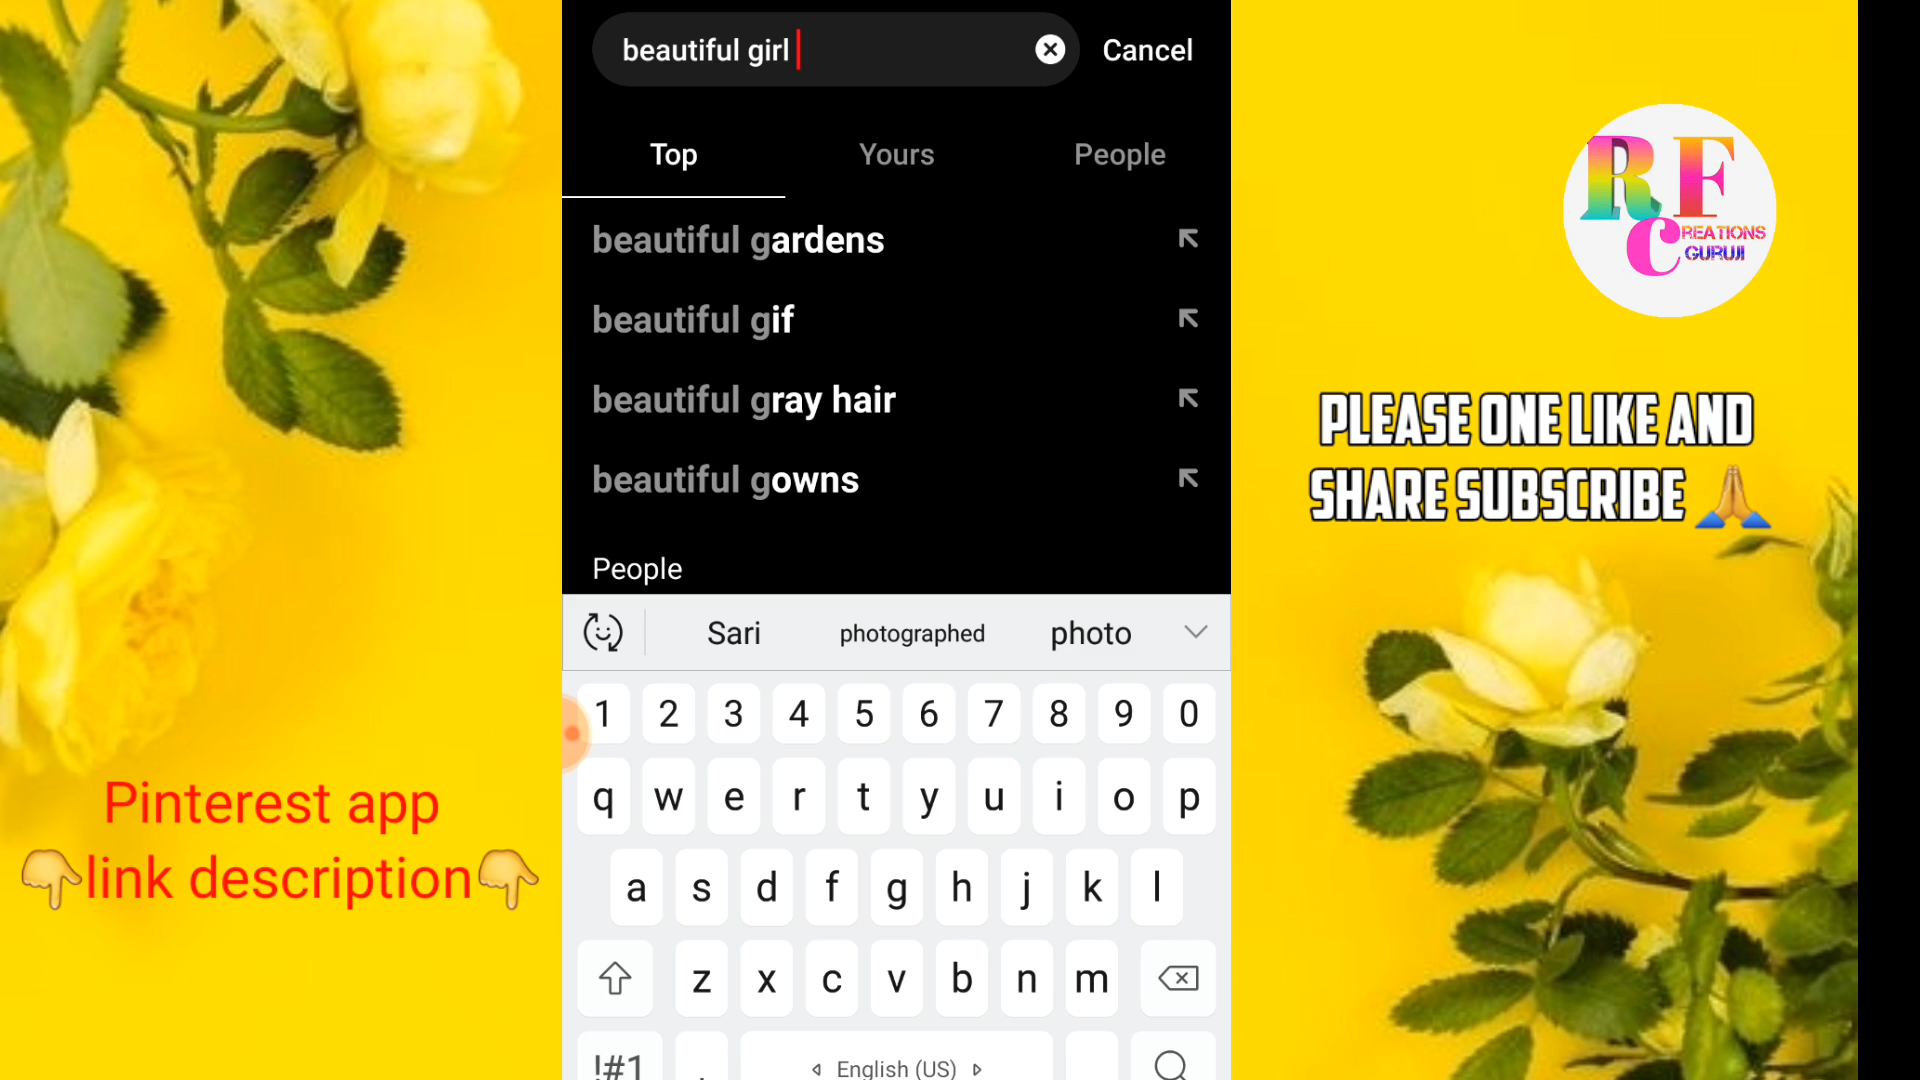 beautiful girl
Cancel
Top
Yours
People
beautiful gardens
beautiful gif
beautiful gray hair
beautiful gowns
People
Sari
photographed
photo
1 2 3 4 5 6 7 8 9 0
q w e r t y u i o p
a s d f g h j k l
z x c v b n m
!#1
,
English (US)
Pinterest app
👇link description👇
R F
C REATIONS
GURUJI
PLEASE ONE LIKE AND
SHARE SUBSCRIBE 🙏